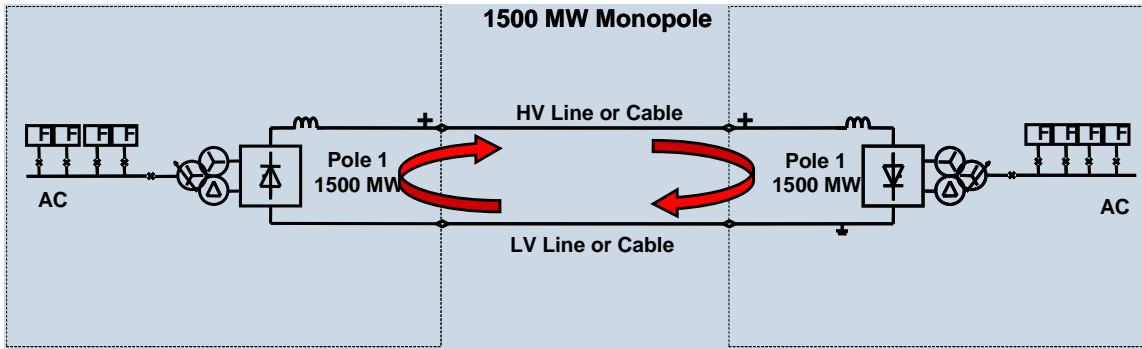 1500 MW Monopole
HV Line or Cable
+
+
F F F F
F F F F
Pole 1
1500 MW
Pole 1
1500 MW
AC
AC
LV Line or Cable